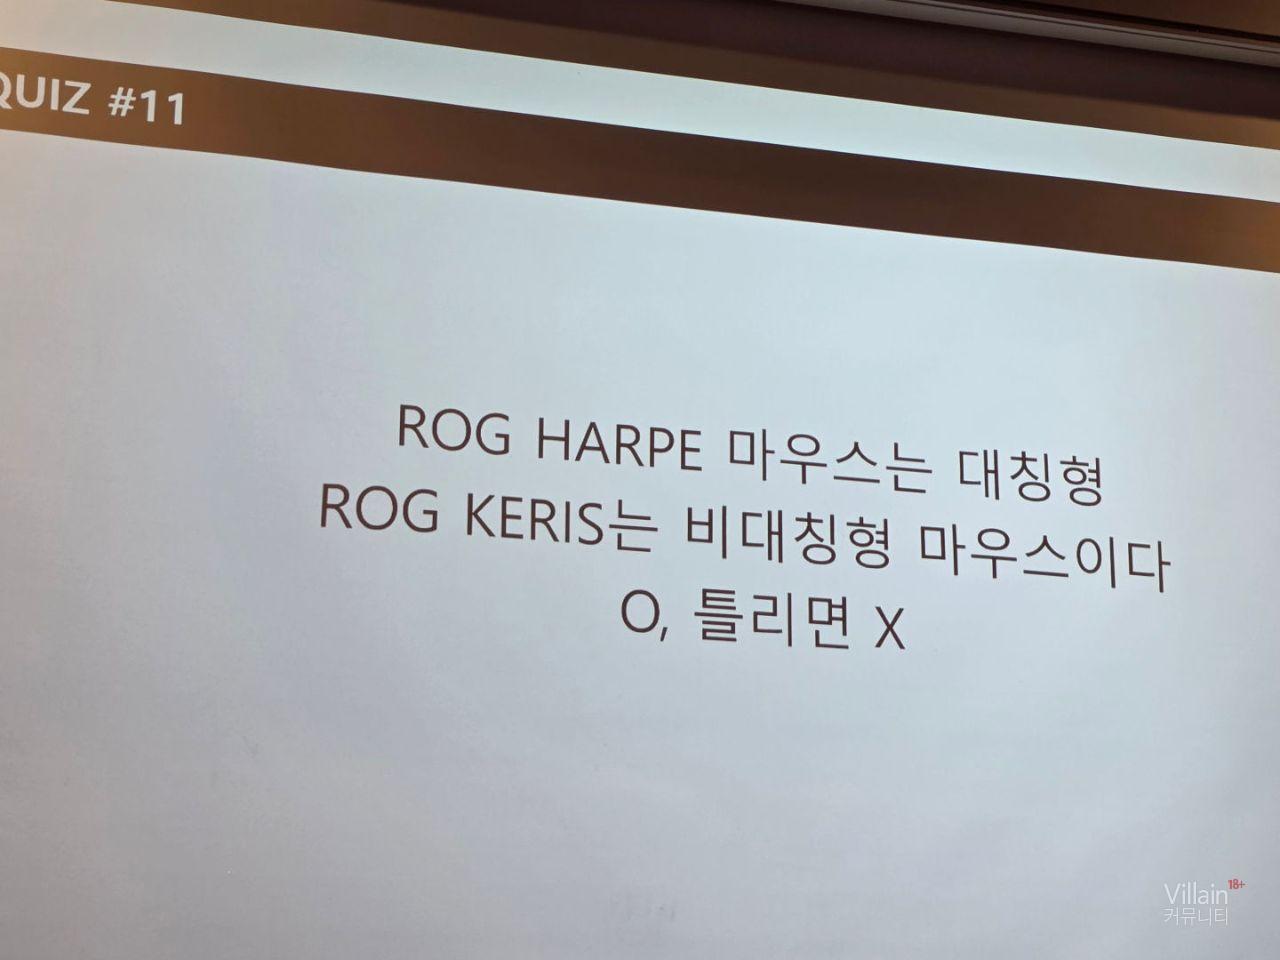 QUIZ #11
ROG HARPE 마우스는 대칭형
ROG KERIS는 비대칭형 마우스이다
O, 틀리면 X
Villain 18+
커뮤니티